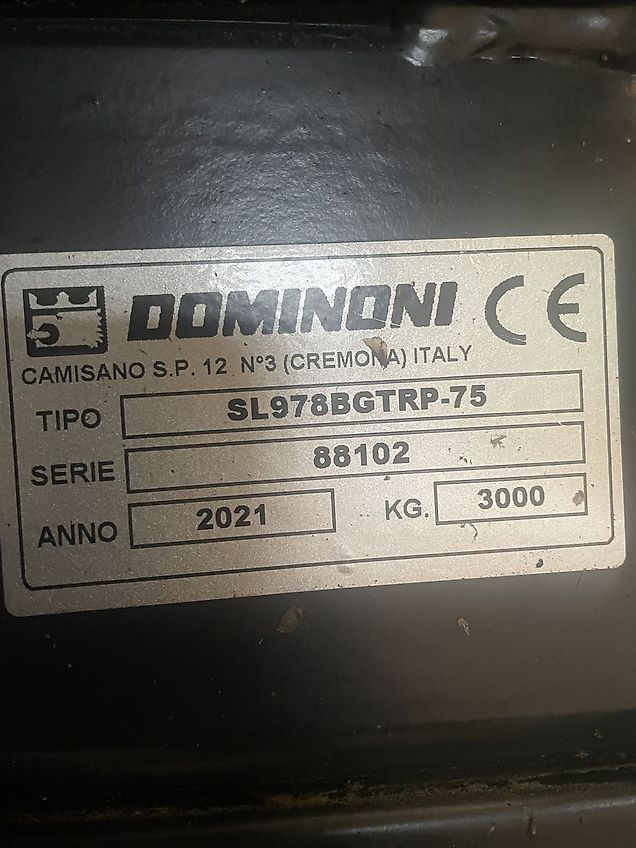 DOMINONI CE
CAMISANO S.P. 12 N°3 (CREMONA) ITALY
TIPO SL978BGTRP-75
SERIE 88102
ANNO 2021 KG. 3000